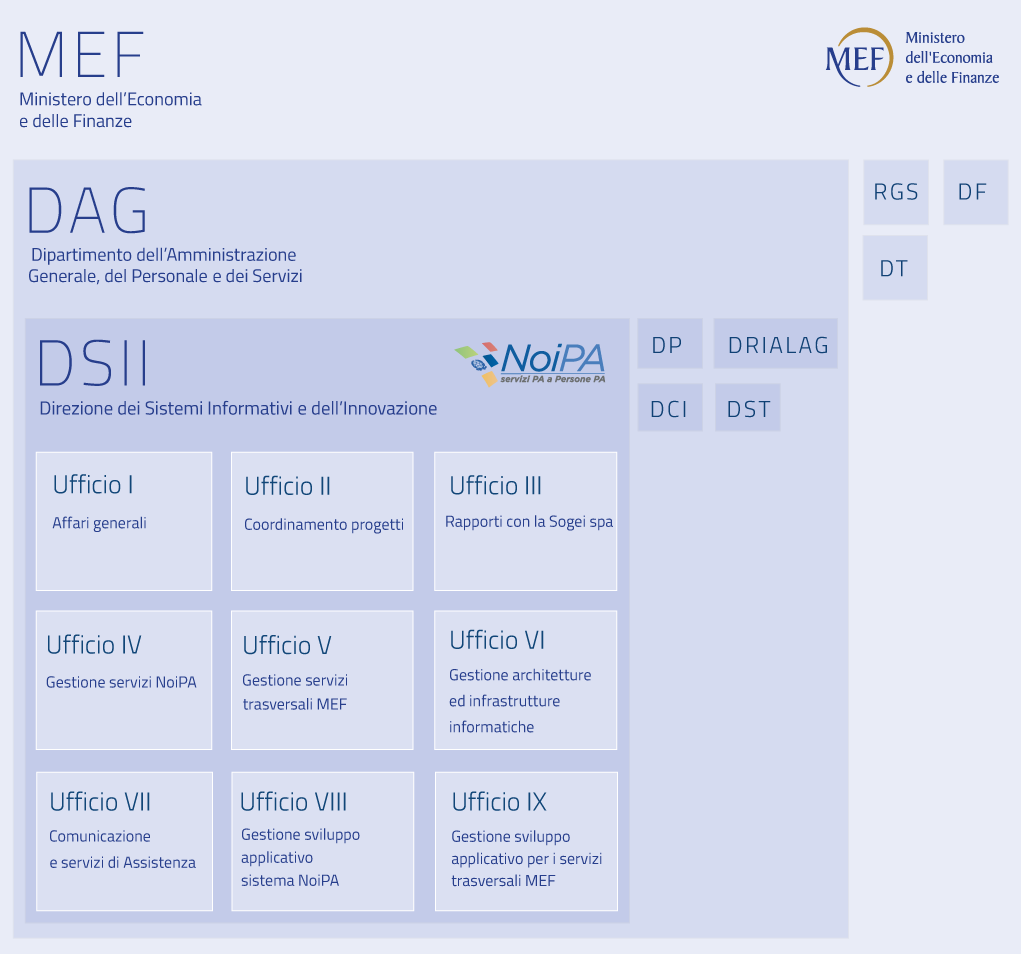 MEF
Ministero dell'Economia
e delle Finanze
MEF
Ministero
dell'Economia
e delle Finanze
DAG
Dipartimento dell'Amministrazione
Generale, del Personale e dei Servizi
RGS
DF
DT
DSII
Direzione dei Sistemi Informativi e dell'Innovazione
NoiPA
servizi PA a Persone PA
DP
DRIALAG
DCI
DST
Ufficio I
Affari generali
Ufficio II
Coordinamento progetti
Ufficio III
Rapporti con la Sogei spa
Ufficio IV
Gestione servizi NoiPA
Ufficio V
Gestione servizi
trasversali MEF
Ufficio VI
Gestione architetture
ed infrastrutture
informatiche
Ufficio VII
Comunicazione
e servizi di Assistenza
Ufficio VIII
Gestione sviluppo
applicativo
sistema NoiPA
Ufficio IX
Gestione sviluppo
applicativo per i servizi
trasversali MEF